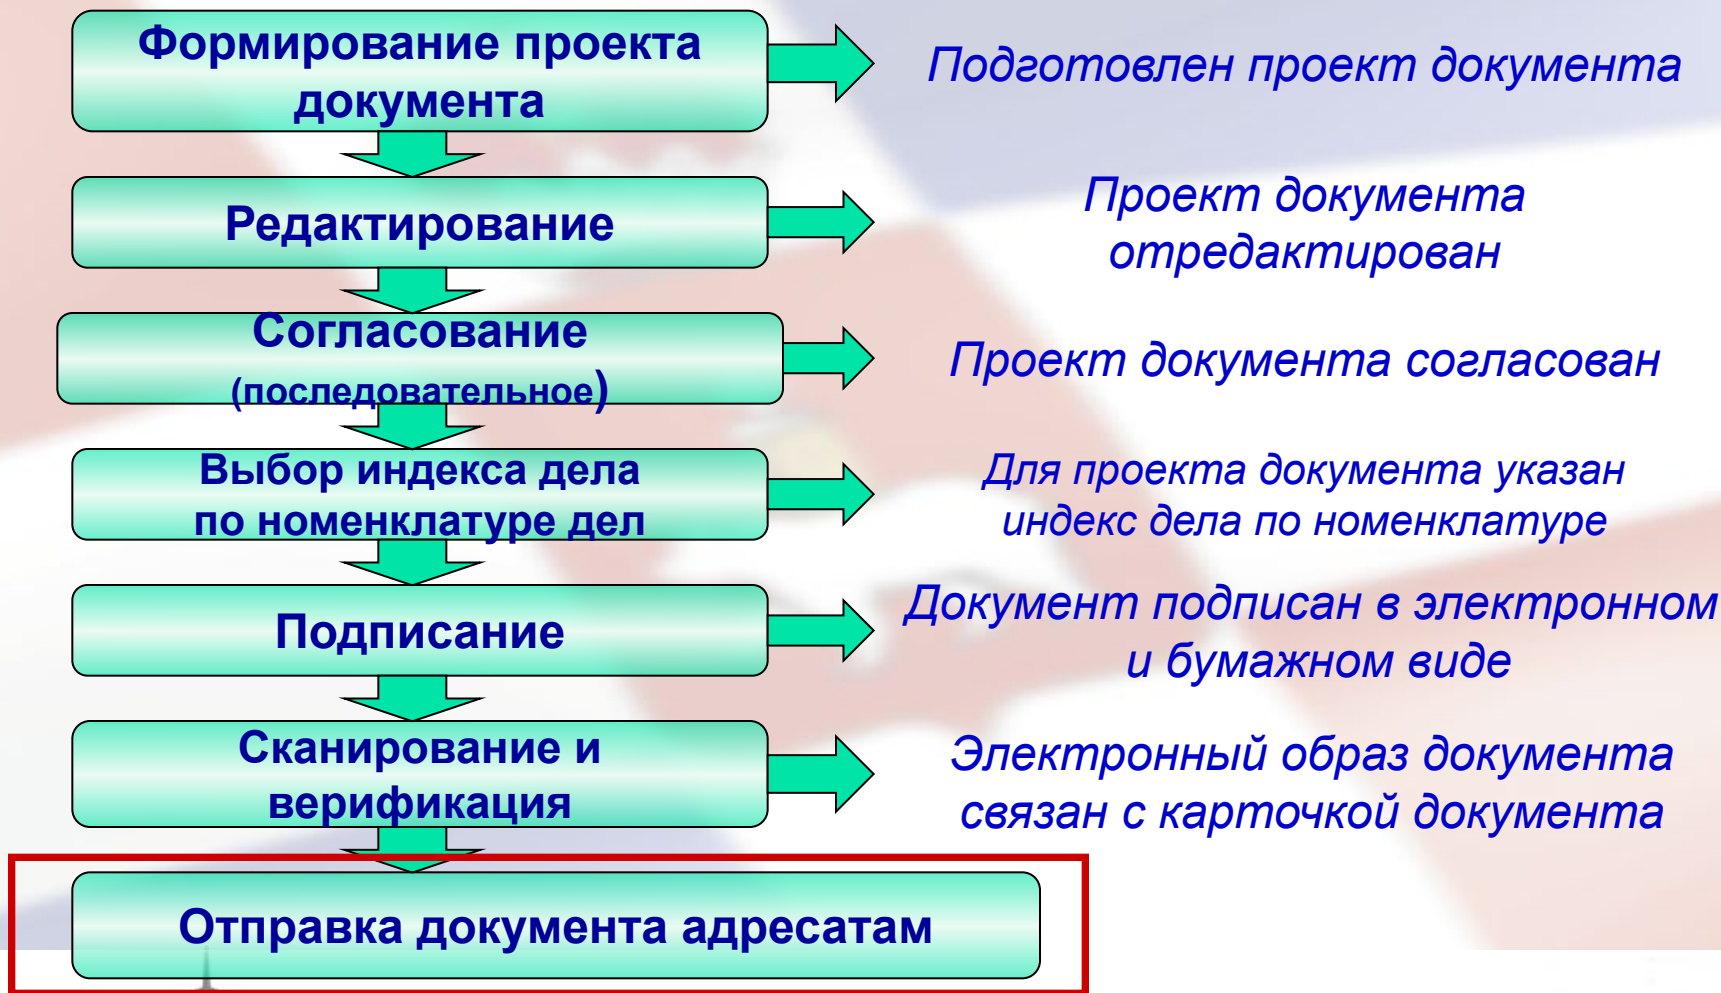 Формирование проекта
документа
Подготовлен проект документа
Редактирование
Проект документа
отредактирован
Согласование
(последовательное)
Проект документа согласован
Выбор индекса дела
по номенклатуре дел
Для проекта документа указан
индекс дела по номенклатуре
Подписание
Документ подписан в электронном
и бумажном виде
Сканирование и
верификация
Электронный образ документа
связан с карточкой документа
Отправка документа адресатам